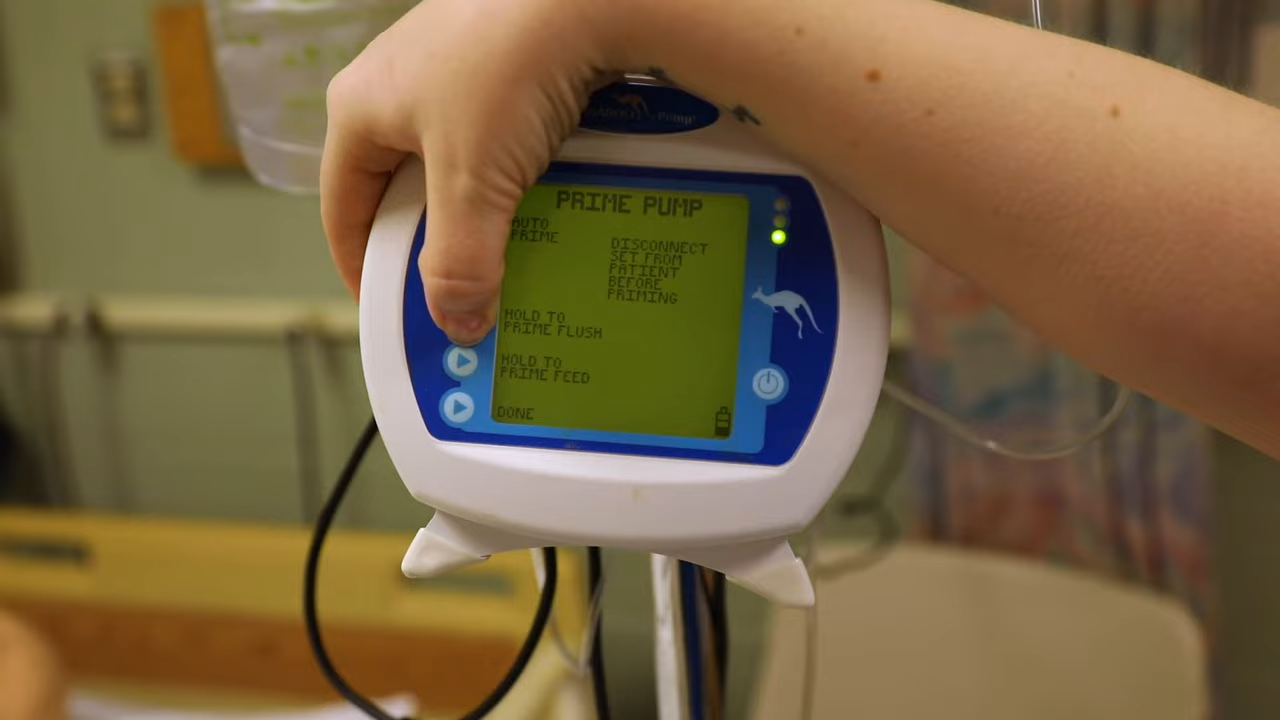 Pump
PRIME PUMP
AUTO
PRIME
DISCONNECT
SET FROM
PATIENT
BEFORE
PRIMING
HOLD TO
PRIME FLUSH
HOLD TO
PRIME FEED
DONE